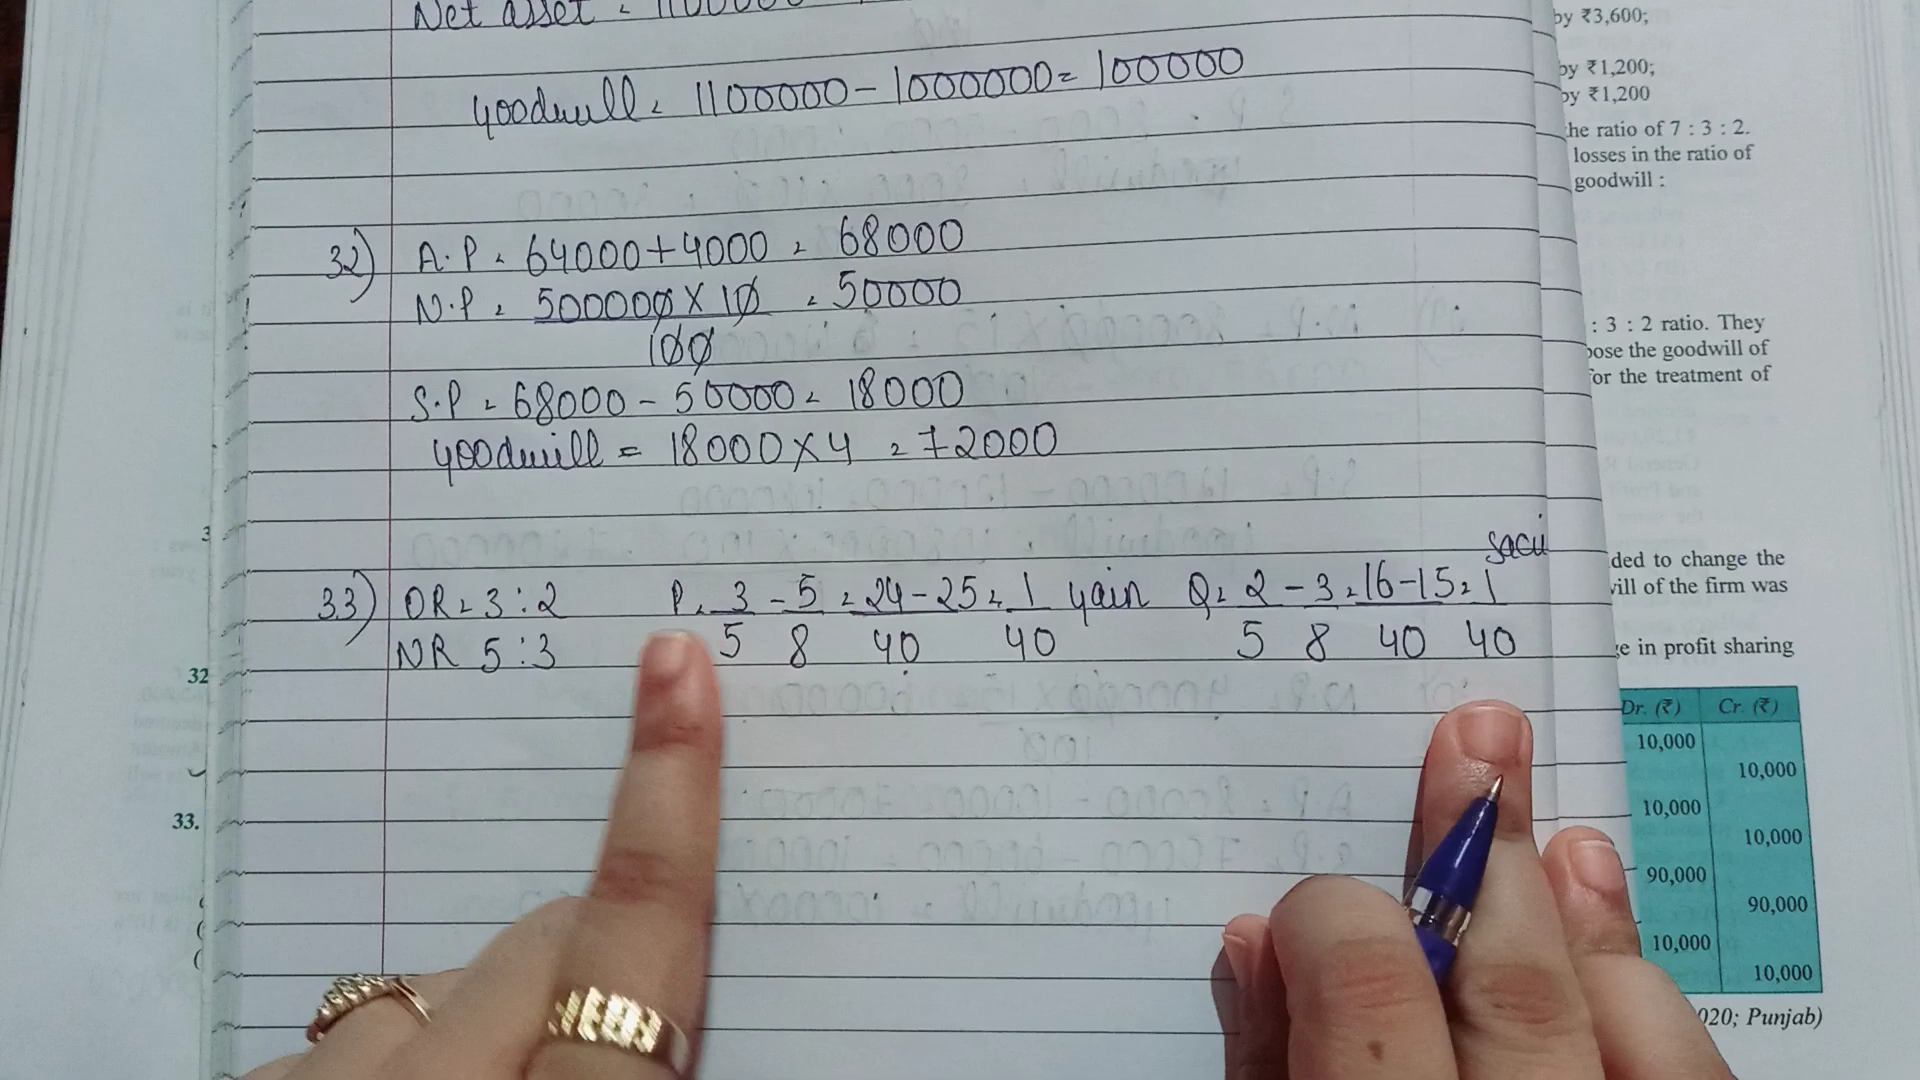 Net asset = 1100000
Goodwill = 1100000 - 1000000 = 100000
32) A.P = 64000+4000 = 68000
N.P = 500000 X 10 = 50000
100
S.P = 68000 - 50000 = 18000
Goodwill = 18000 X 4 = 72000
33) OR = 3:2 P = 3 - 5 = 24-25 = 1 gain Q = 2 - 3 = 16-15 = 1 sacri
NR 5:3 5 8 40 40 5 8 40 40
32
33.
by ₹3,600;
by ₹1,200;
by ₹1,200
he ratio of 7 : 3 : 2.
losses in the ratio of
goodwill :
: 3 : 2 ratio. They
pose the goodwill of
for the treatment of
ded to change the
will of the firm was
ge in profit sharing
Dr. (₹) Cr. (₹)
10,000
10,000
10,000
10,000
90,000
90,000
10,000
10,000
020; Punjab)